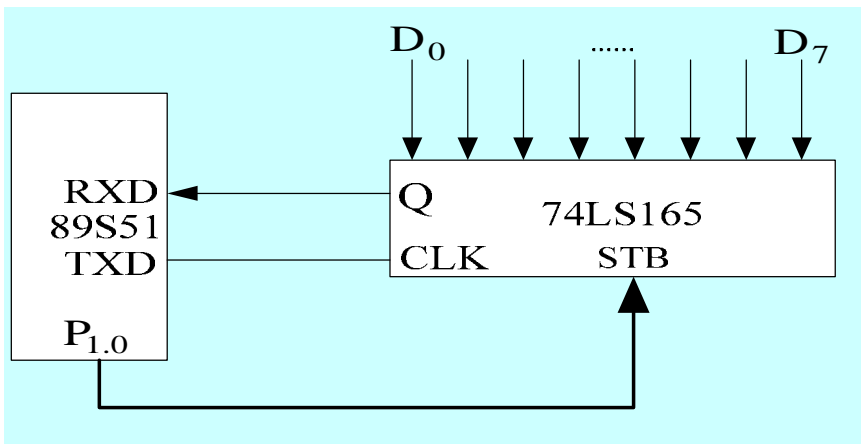 D0 ...... D7
RXD
89S51
TXD
P1.0
Q
74LS165
CLK
STB